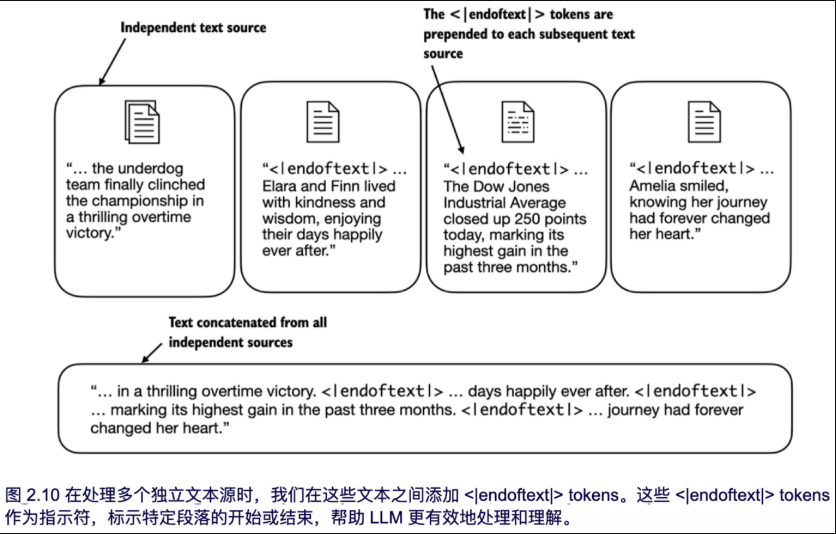 Independent text source
The <|endoftext|> tokens are
prepended to each subsequent text
source
“... the underdog
team finally clinched
the championship in
a thrilling overtime
victory.”
“<|endoftext|> ...
Elara and Finn lived
with kindness and
wisdom, enjoying
their days happily
ever after.”
“<|endoftext|> ...
The Dow Jones
Industrial Average
closed up 250 points
today, marking its
highest gain in the
past three months.”
“<|endoftext|> ...
Amelia smiled,
knowing her journey
had forever changed
her heart.”
Text concatenated from all
independent sources
“... in a thrilling overtime victory. <|endoftext|> ... days happily ever after. <|endoftext|>
... marking its highest gain in the past three months. <|endoftext|> ... journey had forever
changed her heart.”
图 2.10 在处理多个独立文本源时，我们在这些文本之间添加 <|endoftext|> tokens。这些 <|endoftext|> tokens
作为指示符，标示特定段落的开始或结束，帮助 LLM 更有效地处理和理解。